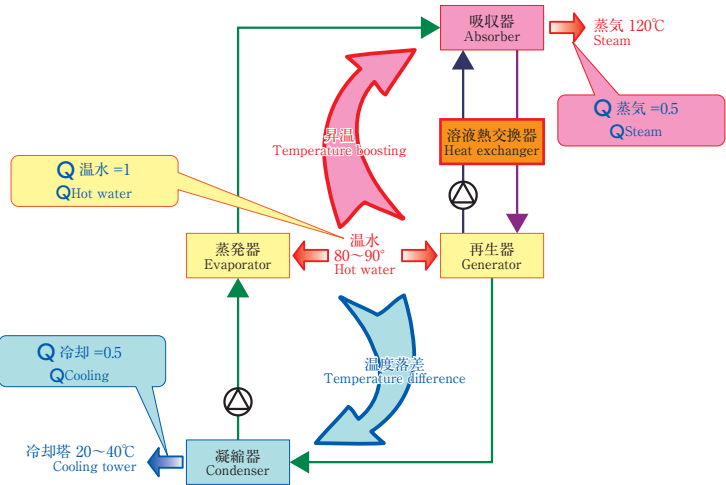 吸収器
Absorber
蒸気 120℃
Steam
Q 蒸気 =0.5
QSteam
昇温
Temperature boosting
溶液熱交換器
Heat exchanger
Q 温水 =1
QHot water
蒸発器
Evaporator
温水
80～90°
Hot water
再生器
Generator
Q 冷却 =0.5
QCooling
温度落差
Temperature difference
冷却塔 20～40℃
Cooling tower
凝縮器
Condenser